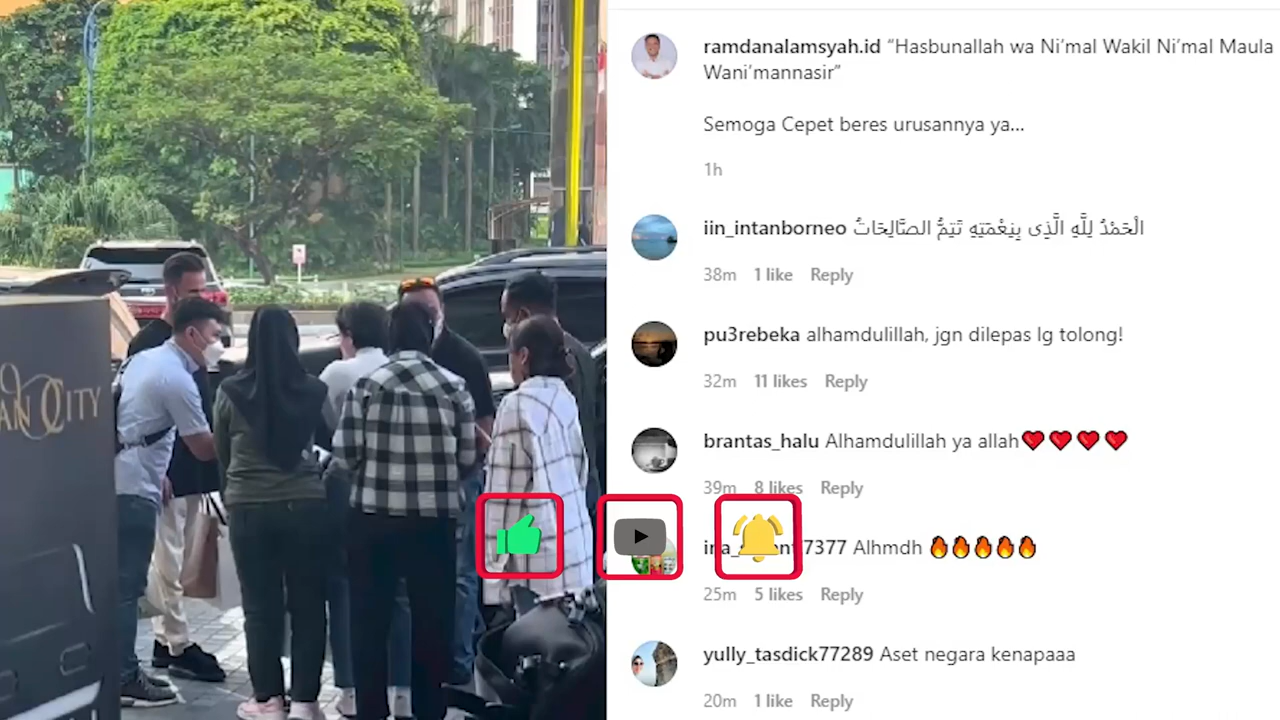 AN CITY
ramdanalamsyah.id “Hasbunallah wa Ni’mal Wakil Ni’mal Maula
Wani’mannasir”
Semoga Cepet beres urusannya ya...
1h
iin_intanborneo الْحَمْدُ لِلَّهِ الَّذِى بِنِعْمَتِهِ تَتِمُّ الصَّالِحَاتُ
38m 1 like Reply
pu3rebeka alhamdulillah, jgn dilepas lg tolong!
32m 11 likes Reply
brantas_halu Alhamdulillah ya allah❤❤❤❤
39m 8 likes Reply
7377 Alhmdh 🔥🔥🔥🔥🔥
25m 5 likes Reply
yully_tasdick77289 Aset negara kenapaaa
20m 1 like Reply